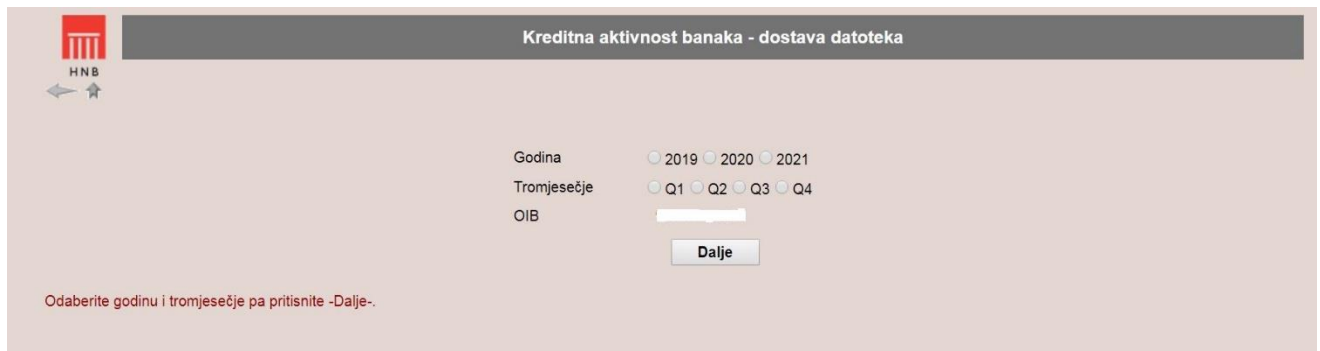 Kreditna aktivnost banaka - dostava datoteka
HNB
Godina 2019 2020 2021
Tromjesečje Q1 Q2 Q3 Q4
OIB
Dalje
Odaberite godinu i tromjesečje pa pritisnite -Dalje-.